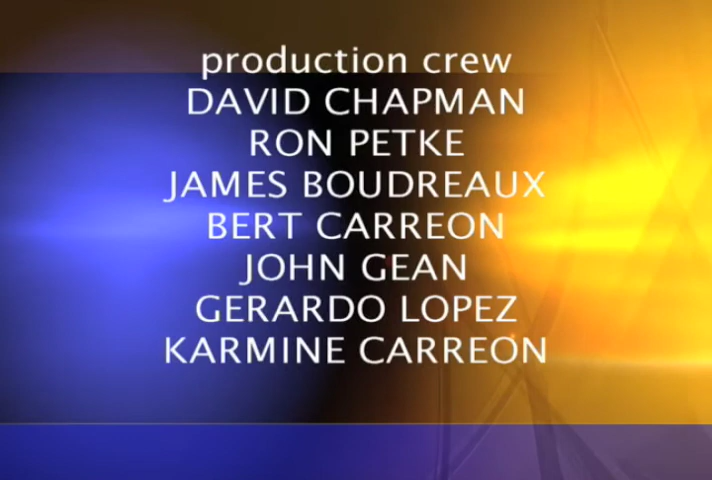 production crew
DAVID CHAPMAN
RON PETKE
JAMES BOUDREAUX
BERT CARREON
JOHN GEAN
GERARDO LOPEZ
KARMINE CARREON